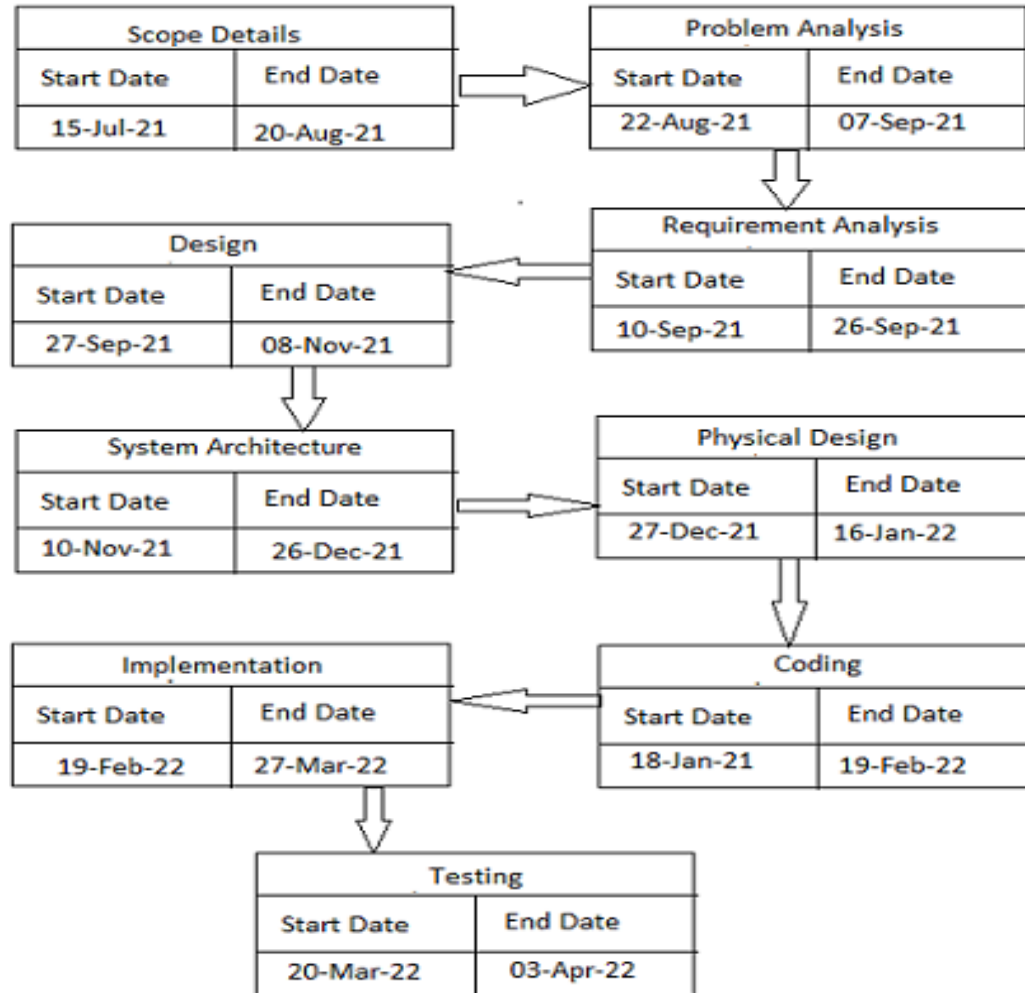 Scope Details
Start Date End Date
15-Jul-21 20-Aug-21
Problem Analysis
Start Date End Date
22-Aug-21 07-Sep-21
Requirement Analysis
Start Date End Date
10-Sep-21 26-Sep-21
Design
Start Date End Date
27-Sep-21 08-Nov-21
System Architecture
Start Date End Date
10-Nov-21 26-Dec-21
Physical Design
Start Date End Date
27-Dec-21 16-Jan-22
Coding
Start Date End Date
18-Jan-21 19-Feb-22
Implementation
Start Date End Date
19-Feb-22 27-Mar-22
Testing
Start Date End Date
20-Mar-22 03-Apr-22